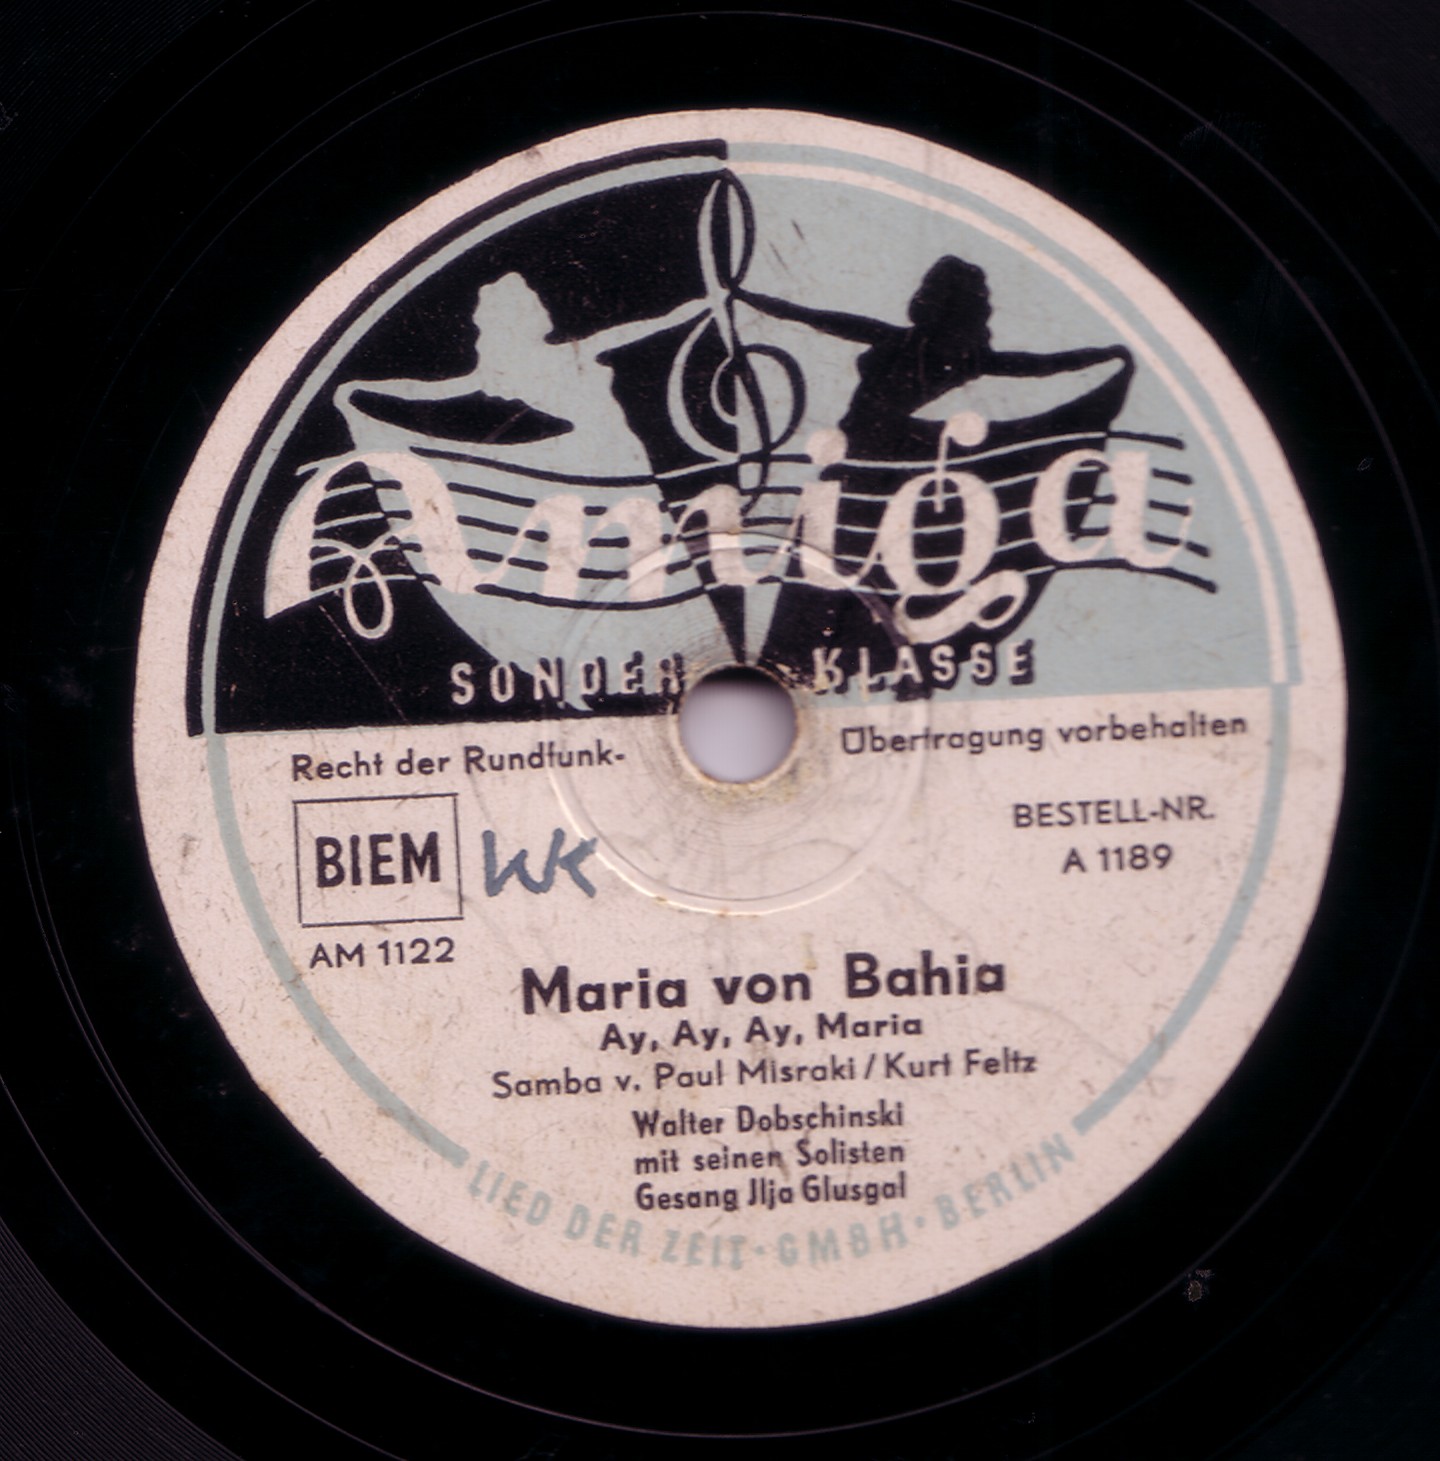 Amiga
SONDER KLASSE
Recht der Rundfunk- Übertragung vorbehalten
BIEM
WK
BESTELL-NR.
A 1189
AM 1122
Maria von Bahia
Ay, Ay, Ay, Maria
Samba v. Paul Misraki / Kurt Feltz
Walter Dobschinski
mit seinen Solisten
Gesang Jlja Glusgal
LIED DER ZEIT · GMBH · BERLIN